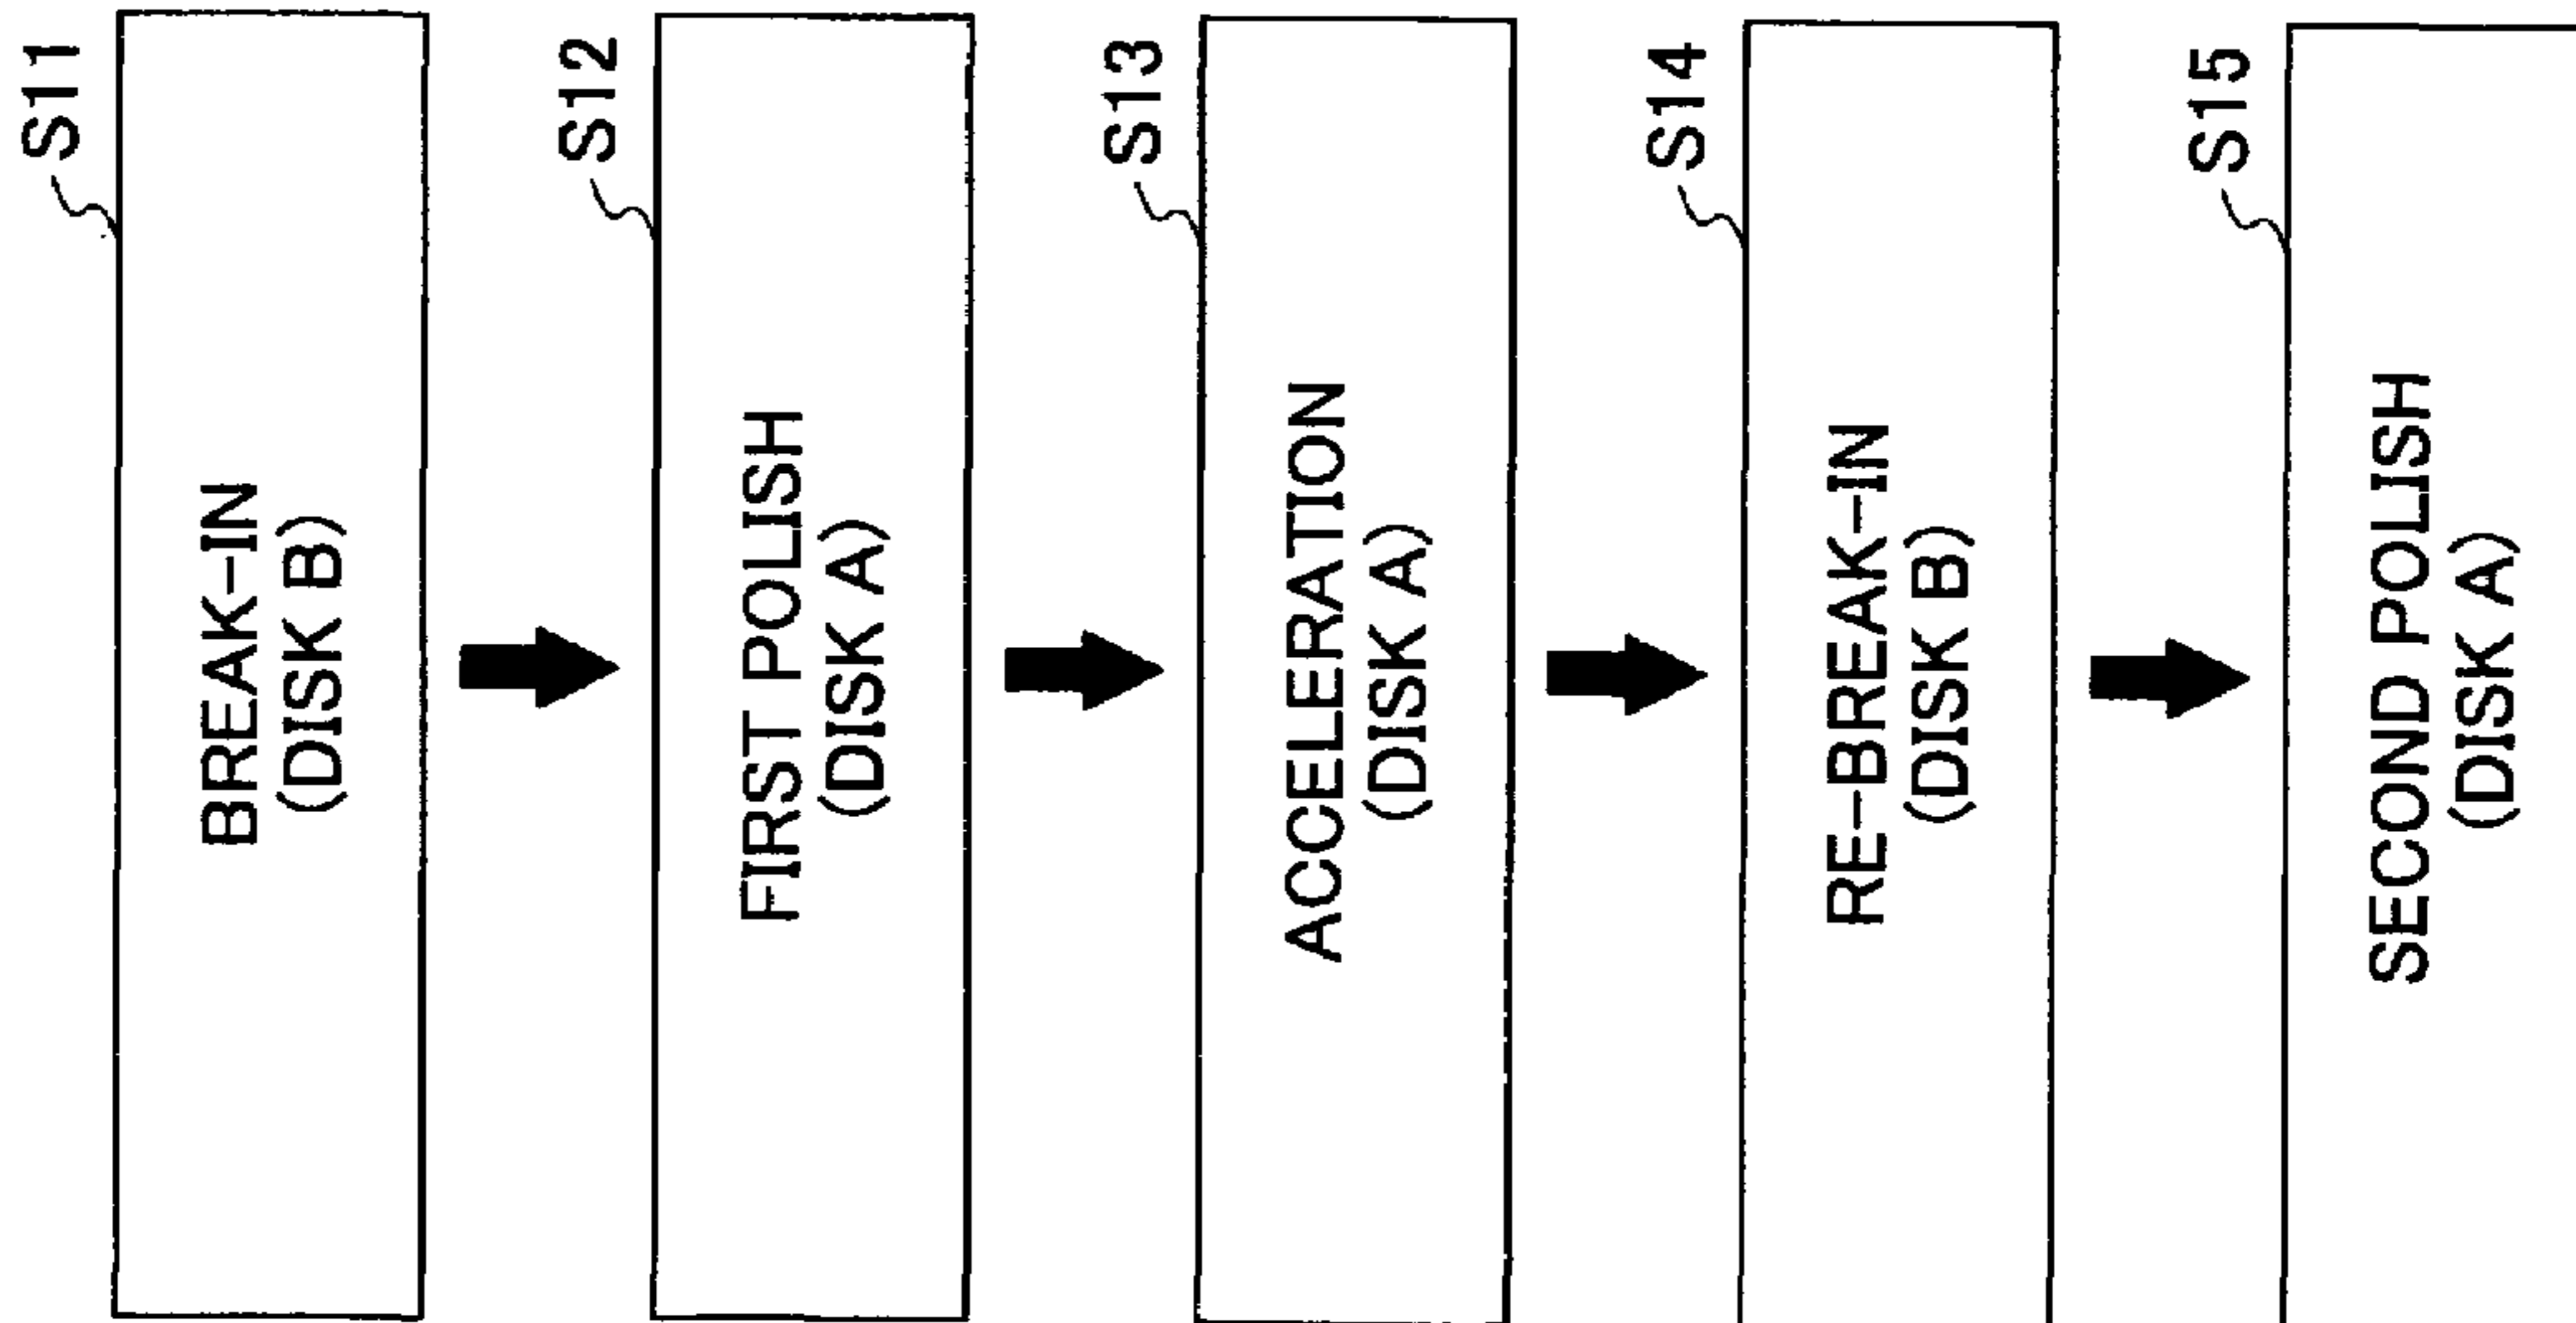 S11
BREAK-IN
(DISK B)
S12
FIRST POLISH
(DISK A)
S13
ACCELERATION
(DISK A)
S14
RE-BREAK-IN
(DISK B)
S15
SECOND POLISH
(DISK A)